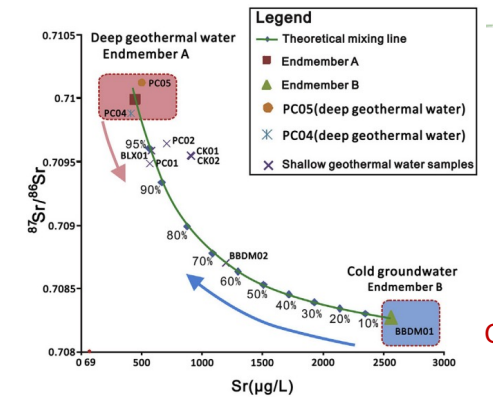 Legend
Theoretical mixing line
Endmember A
Endmember B
PC05(deep geothermal water)
PC04(deep geothermal water)
Shallow geothermal water samples
Deep geothermal water
Endmember A
0.7105
0.71
0.7095
0.709
0.7085
0.708
⁸⁷Sr/⁸⁶Sr
PC05
PC04
95%
PC02
BLX01
PC01
CK01
CK02
90%
80%
70%
BBDM02
60%
50%
40%
30%
20%
10%
Cold groundwater
Endmember B
BBDM01
0 69 500 1000 1500 2000 2500 3000
Sr(μg/L)